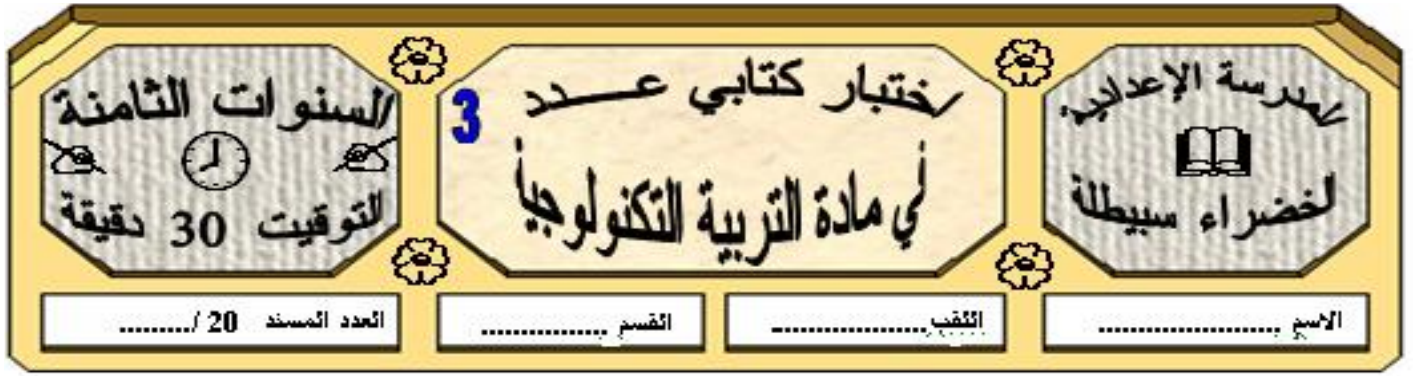 المدرسة الإعدادية
الخضراء سبيطلة
اختبار كتابي عـــــدد
3
في مادة التربية التكنولوجية
السنوات الثامنة
التوقيت 30 دقيقة
الاسم ........................
اللقب....................
القسم ................
العدد المسند 20 /.........